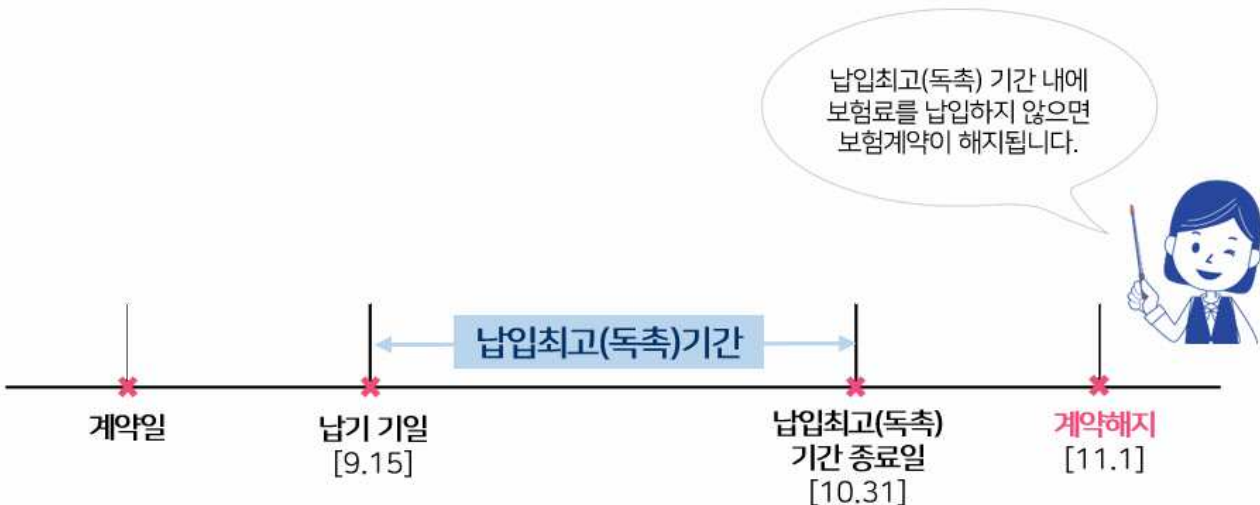 납입최고(독촉) 기간 내에
보험료를 납입하지 않으면
보험계약이 해지됩니다.
납입최고(독촉)기간
계약일
납기 기일
[9.15]
납입최고(독촉)
기간 종료일
[10.31]
계약해지
[11.1]